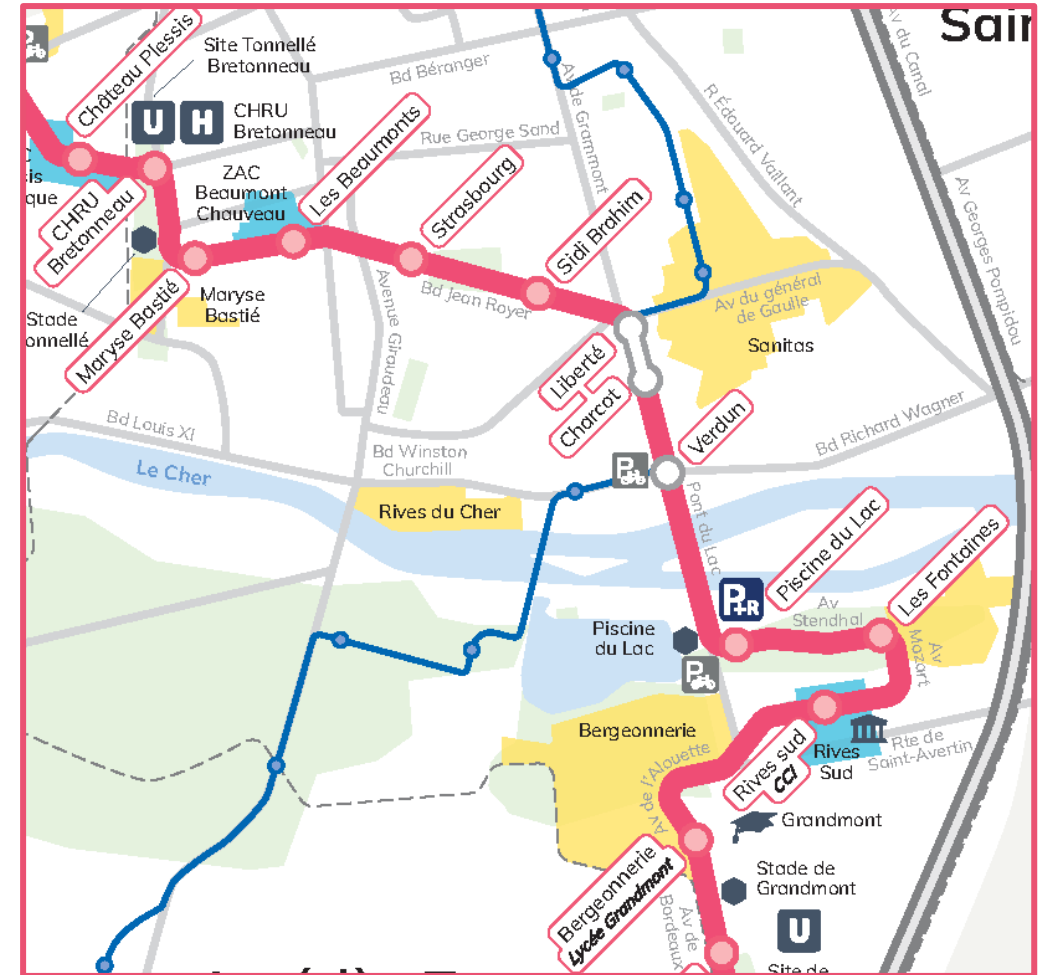 Sair
Av du Canal
Château Plessis
Site Tonnellé
Bretonneau
U
H
CHRU
Bretonneau
Bd Béranger
Av de Grammont
R Édouard Vaillant
Rue George Sand
ZAC
Beaumont
Chauveau
Les Beaumonts
Strasbourg
Sidi Brahim
Av Georges Pompidou
CHRU
Bretonneau
sis
que
Maryse
Bastié
Maryse Bastié
Stade
onnellé
Avenue Giraudeau
Bd Jean Royer
Av du général
de Gaulle
Sanitas
Liberté
Charcot
Verdun
Bd Louis XI
Bd Winston
Churchill
Bd Richard Wagner
Le Cher
P
Rives du Cher
Pont du Lac
Piscine du Lac
Les Fontaines
P+R
Av
Stendhal
Av
Mozart
Piscine
du Lac
P
Bergeonnerie
Av de l'Alouette
Rives sud
CCI
Rives
Sud
Rte de
Saint-Avertin
Grandmont
Bergeonnerie
Lycée Grandmont
Stade de
Grandmont
Av de
Bordeaux
U
Site de